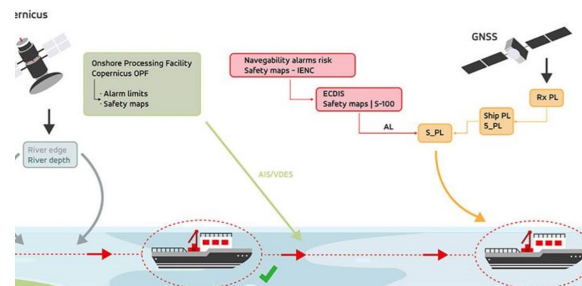 ernicus
Onshore Processing Facility
Copernicus OPF
- Alarm limits
- Safety maps
River edge
River depth
AIS/VDES
Navegability alarms risk
Safety maps – IENC
ECDIS
Safety maps | S-100
AL
S_PL
Ship PL
S_PL
Rx PL
GNSS